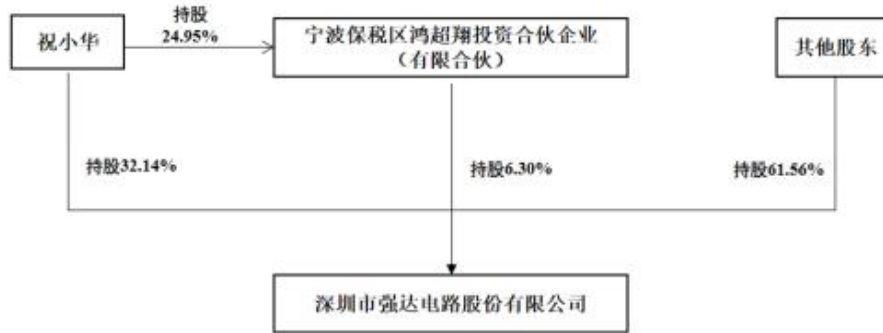 持股
24.95%
祝小华
宁波保税区鸿超翔投资合伙企业
（有限合伙）
其他股东
持股32.14%
持股6.30%
持股61.56%
深圳市强达电路股份有限公司